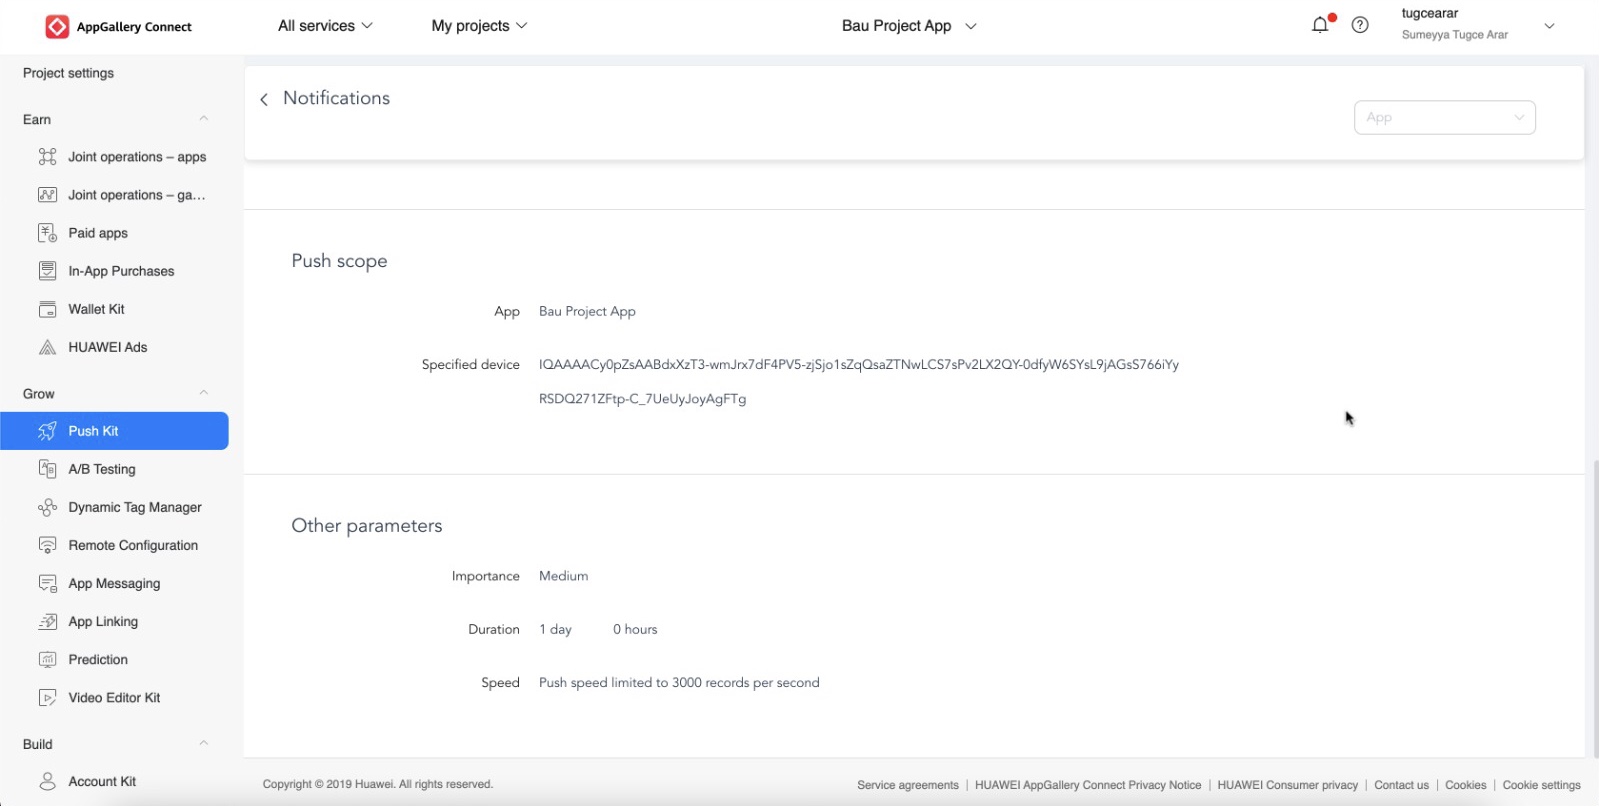 AppGallery Connect
All services
My projects
Bau Project App
tugcearar
Sumeyya Tugce Arar
Project settings
Earn
Joint operations – apps
Joint operations – ga...
Paid apps
In-App Purchases
Wallet Kit
HUAWEI Ads
Grow
Push Kit
A/B Testing
Dynamic Tag Manager
Remote Configuration
App Messaging
App Linking
Prediction
Video Editor Kit
Build
Account Kit
Notifications
App
Push scope
App Bau Project App
Specified device IQAAAACy0pZsAABdxXzT3-wmJrx7dF4PV5-zjSjo1sZqQsaZTNwLCS7sPv2LX2QY-0dfyW6SYsL9jAGsS766iYy
RSDQ271ZFtp-C_7UeUyJoyAgFTg
Other parameters
Importance Medium
Duration 1 day 0 hours
Speed Push speed limited to 3000 records per second
Copyright © 2019 Huawei. All rights reserved.
Service agreements | HUAWEI AppGallery Connect Privacy Notice | HUAWEI Consumer privacy | Contact us | Cookies | Cookie settings